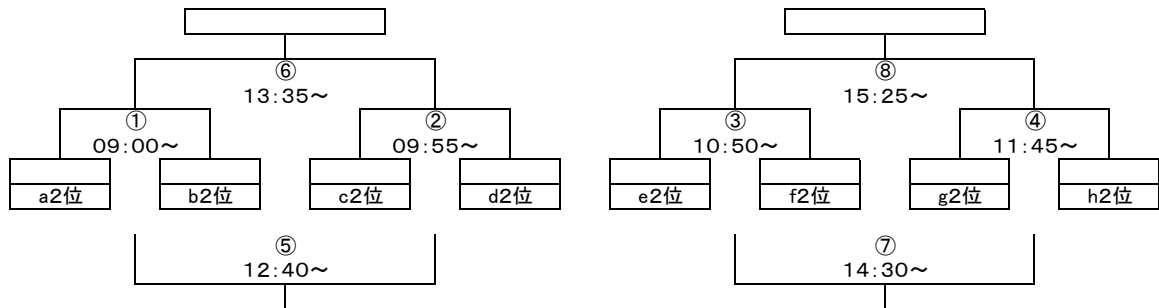 ⑥
13:35～
①
09:00～
②
09:55～
a2位
b2位
c2位
d2位
⑤
12:40～
⑧
15:25～
③
10:50～
④
11:45～
e2位
f2位
g2位
h2位
⑦
14:30～